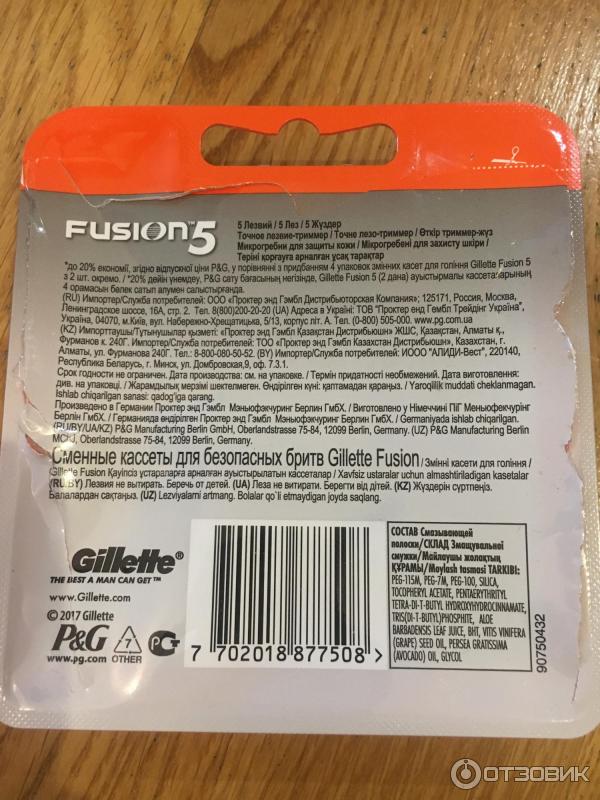 FUSION™5
5 Лезвий / 5 Лез / 5 Жүздер
Точное лезвие-триммер / Точне лезо-триммер / Өткір триммер-жүз
Микрогребни для защиты кожи / Мікрогребені для захисту шкіри /
Теріні қорғауға арналған ұсақ тарақтар
*до 20% економії, згідно відпускної ціни P&G, у порівнянні з придбанням 4 упаковок змінних касет для гоління Gillette Fusion 5
з 2 шт. окремо. / *20% дейін үнемдеу, P&G сату бағасының негізінде, Gillette Fusion 5 (2 дана) ауыстырмалы кассеталарының
4 орамасын бөлек сатып алумен салыстырғанда.
(RU) Импортер/Служба потребителей: ООО «Проктер энд Гэмбл Дистрибьюторская Компания»; 125171, Россия, Москва,
Ленинградское шоссе, 16А, стр. 2. Тел. 8(800)200-20-20 (UA) Адреса в Україні: ТОВ "Проктер енд Гембл Трейдінг Україна",
Україна, 04070, м.Київ, вул. Набережно-Хрещатицька, 5/13, корпус літ А. Тел. (0-800) 505-000. www.pg.com.ua
(KZ) Импорттаушы/Тұтынушылар қызметі: «Проктер энд Гэмбл Қазақстан Дистрибьюшн» ЖШС, Қазақстан, Алматы қ.,
Фурманов к. 240Г. Импортер/Служба потребителей: ТОО «Проктер энд Гэмбл Казахстан Дистрибьюшн», Казахстан, г.
Алматы, ул. Фурманова 240Г. Тел.: 8-800-080-50-52. (BY) Импортер/Служба потребителей: ИООО "АЛИДИ-Вест", 220140,
Республика Беларусь, г. Минск, ул. Домбровская,9, оф. 7.3.1.
Срок годности не ограничен. Дата производства: см. на упаковке. / Термін придатності необмежений. Дата виготовлення:
див. на упаковці. / Жарамдылық мерзімі шектелмеген. Өндірілген күні: қаптамадан қараңыз. / Yaroqlilik muddati cheklanmagan.
Ishlab chiqarilgan sanasi: qadog'iga qarang.
Произведено в Германии Проктер энд Гэмбл Мэньюфэкчуринг Берлин ГмбХ. / Виготовлено у Німеччині ПіГ Меньюфекчурінг
Берлін ГмбХ. / Германияда өндірілген Проктер энд Гэмбл Мэньюфэкчуринг Берлин ГмбХ. / Germaniyada ishlab chiqarilgan.
(RU/BY/UA/KZ) P&G Manufacturing Berlin GmbH, Oberlandstrasse 75-84, 12099 Berlin, Germany. (UZ) P&G Manufacturing Berlin
MCHJ, Oberlandstrasse 75-84, 12099 Berlin, Germany.
Сменные кассеты для безопасных бритв Gillette Fusion / Змінні касети для гоління /
Gillette Fusion Қауіпсіз ұстараларға арналған ауыстырылатын кассеталар / Xavfsiz ustaralar uchun almashtiriladigan kasetalar
(RU,BY) Лезвия не вытирать. Беречь от детей. (UA) Леза не витирати. Берегти від дітей. (KZ) Жүздерін сүртпеңіз.
Балалардан сақтаңыз. (UZ) Lezviyalarni artmang. Bolalar qo'li etmaydigan joyda saqlang.
Gillette®
THE BEST A MAN CAN GET™
www.Gillette.com
© 2017 Gillette
P&G
www.pg.com
7
OTHER
PG
7 702018 877508 >
СОСТАВ Смазывающей
полоски/СКЛАД Змащувальної
смужки/Майлаушы жолақтың
ҚҰРАМЫ/Moylash tasmasi TARKIBI:
PEG-115M, PEG-7M, PEG-100, SILICA,
TOCOPHERYL ACETATE, PENTAERYTHRITYL
TETRA-DI-T-BUTYL HYDROXYHYDROCINNAMATE,
TRIS(DI-T-BUTYL)PHOSPHITE, ALOE
BARBADENSIS LEAF JUICE, BHT, VITIS VINIFERA
(GRAPE) SEED OIL, PERSEA GRATISSIMA
(AVOCADO) OIL, GLYCOL
90750432
ОТЗОВИК